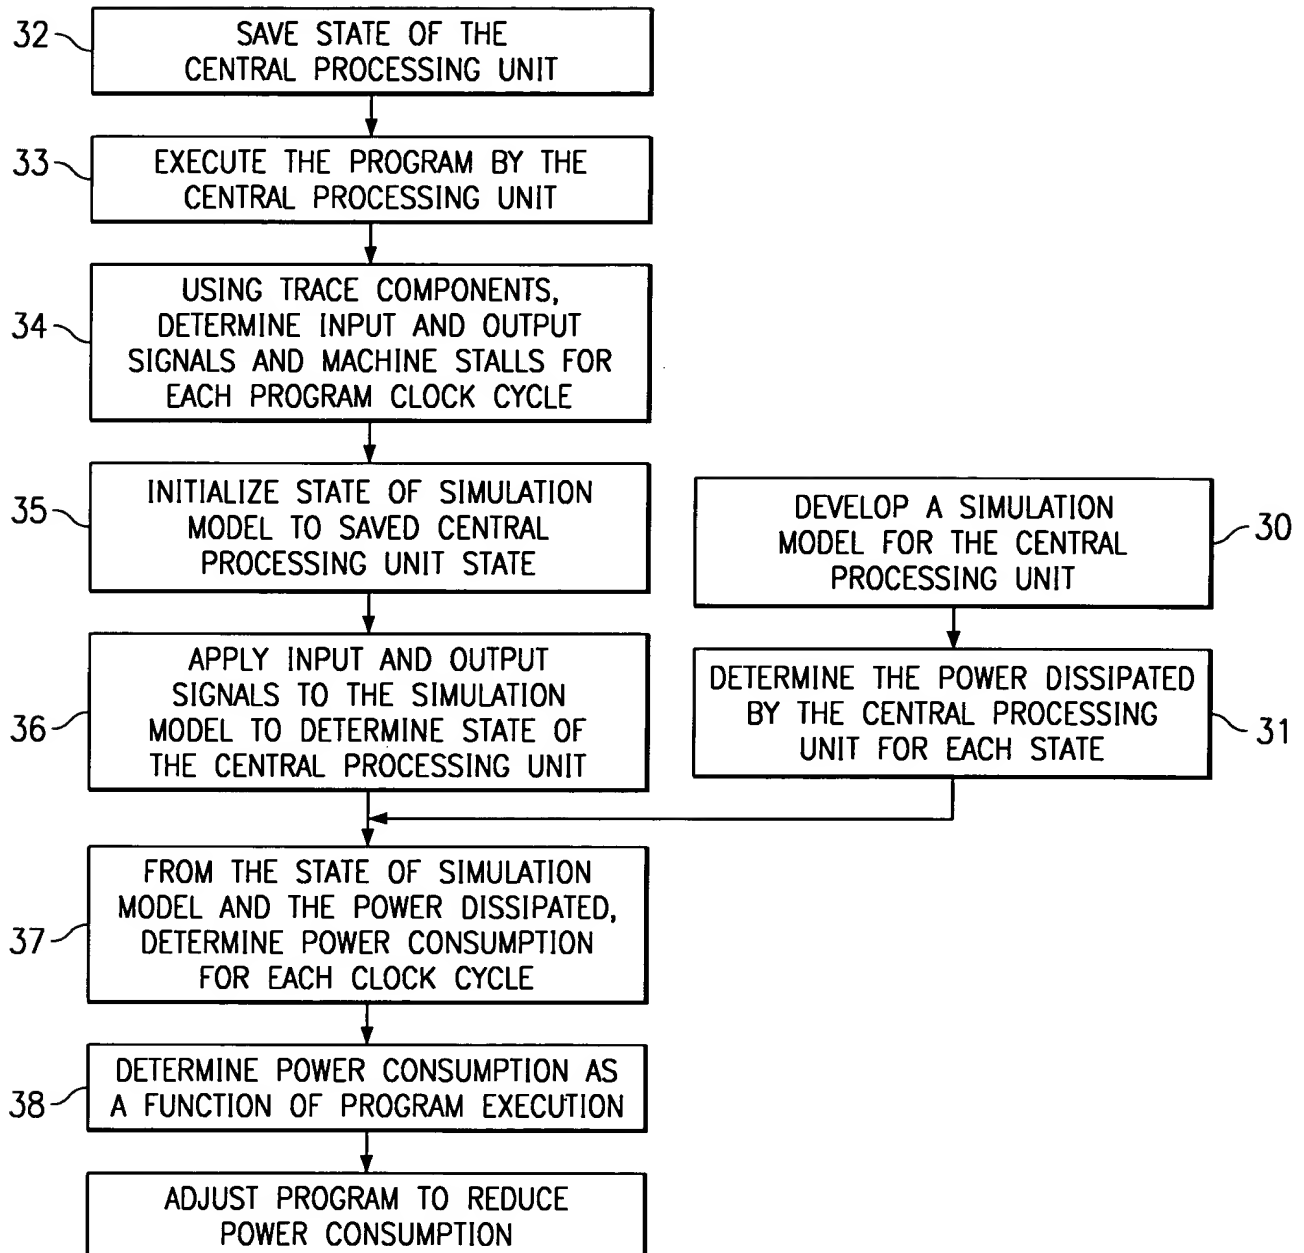 32
SAVE STATE OF THE
CENTRAL PROCESSING UNIT
33
EXECUTE THE PROGRAM BY THE
CENTRAL PROCESSING UNIT
34
USING TRACE COMPONENTS,
DETERMINE INPUT AND OUTPUT
SIGNALS AND MACHINE STALLS FOR
EACH PROGRAM CLOCK CYCLE
35
INITIALIZE STATE OF SIMULATION
MODEL TO SAVED CENTRAL
PROCESSING UNIT STATE
DEVELOP A SIMULATION
MODEL FOR THE CENTRAL
PROCESSING UNIT
30
36
APPLY INPUT AND OUTPUT
SIGNALS TO THE SIMULATION
MODEL TO DETERMINE STATE OF
THE CENTRAL PROCESSING UNIT
DETERMINE THE POWER DISSIPATED
BY THE CENTRAL PROCESSING
UNIT FOR EACH STATE
31
37
FROM THE STATE OF SIMULATION
MODEL AND THE POWER DISSIPATED,
DETERMINE POWER CONSUMPTION
FOR EACH CLOCK CYCLE
38
DETERMINE POWER CONSUMPTION AS
A FUNCTION OF PROGRAM EXECUTION
ADJUST PROGRAM TO REDUCE
POWER CONSUMPTION